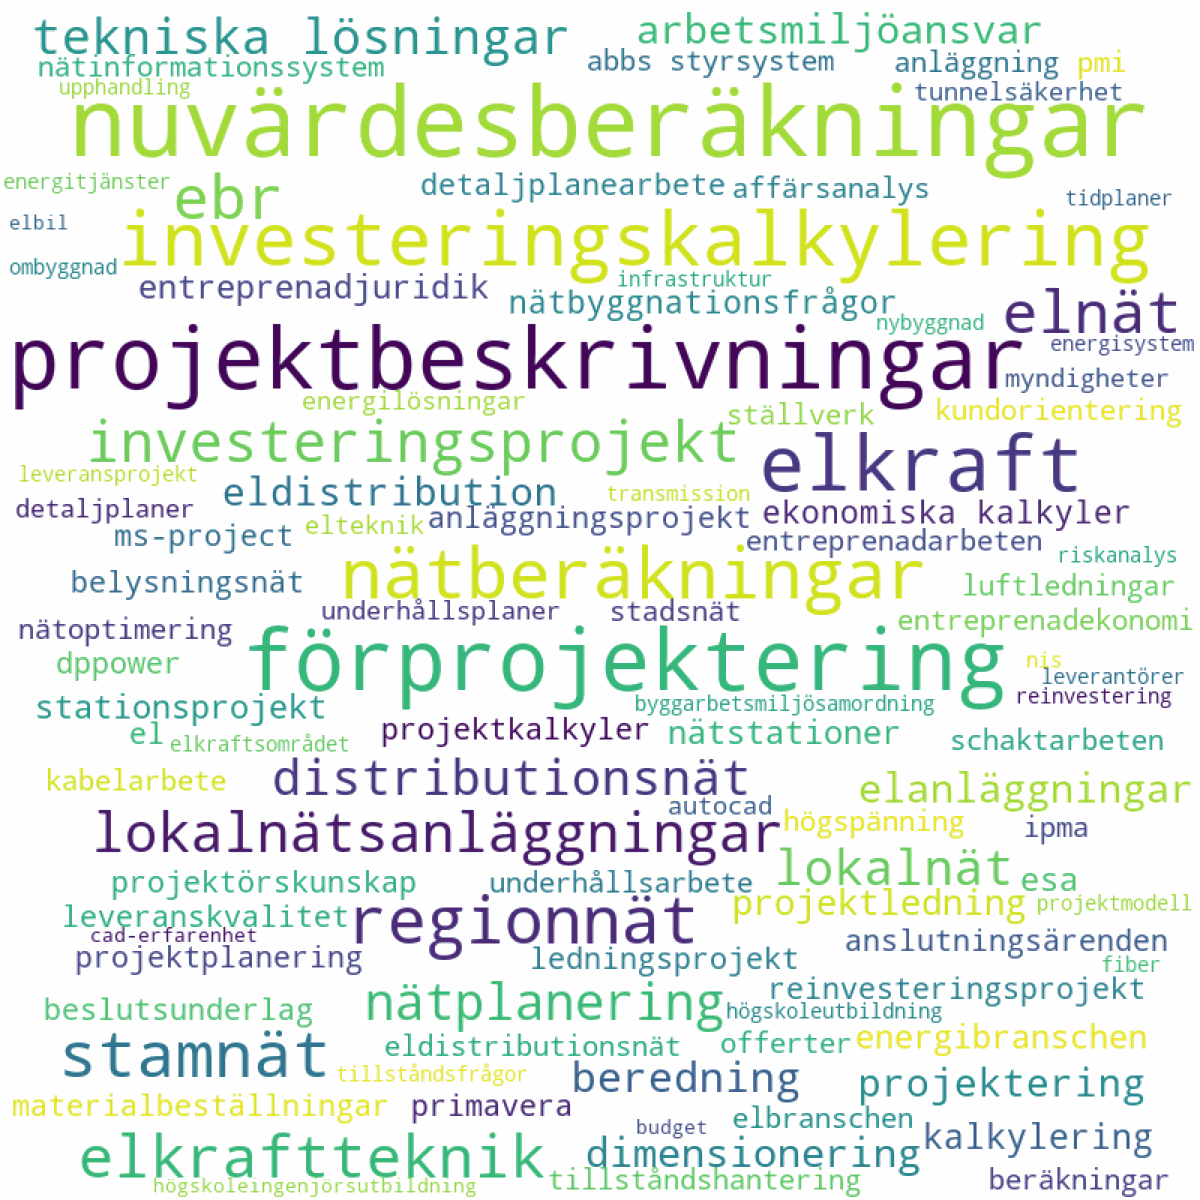 tekniska lösningar
arbetsmiljöansvar
nätinformationssystem
abbs styrsystem
anläggning
pmi
upphandling
tunnelsäkerhet
nuvärdesberäkningar
energitjänster
ebr
detaljplanearbete
affärsanalys
tidplaner
elbil
investeringskalkylering
ombyggnad
entreprenadjuridik
infrastruktur
nätbyggnationsfrågor
elnät
nybyggnad
energisystem
projektbeskrivningar
myndigheter
energilösningar
ställverk
kundorientering
investeringsprojekt
elkraft
leveransprojekt
eldistribution
transmission
detaljplaner
elteknik
anläggningsprojekt
ekonomiska kalkyler
ms-project
entreprenadarbeten
riskanalys
belysningsnät
nätberäkningar
luftledningar
underhållsplaner
stadsnät
entreprenadekonomi
nätoptimering
förprojektering
dppower
nis
leverantörer
reinvestering
stationsprojekt
byggarbetsmiljösamordning
el
elkraftsområdet
projektkalkyler
nätstationer
schaktarbeten
kabelarbete
distributionsnät
elanläggningar
autocad
lokalnätsanläggningar
högspänning
ipma
projektörskunskap
underhållsarbete
lokalnät
esa
leveranskvalitet
regionnät
projektledning
projektmodell
cad-erfarenhet
anslutningsärenden
projektplanering
ledningsprojekt
fiber
reinvesteringsprojekt
beslutsunderlag
nätplanering
högskoleutbildning
stamnät
eldistributionsnät
offerter
energibranschen
tillståndsfrågor
beredning
projektering
materialbeställningar
primavera
elbranschen
budget
kalkylering
elkraftteknik
dimensionering
tillståndshantering
beräkningar
högskoleingenjörsutbildning